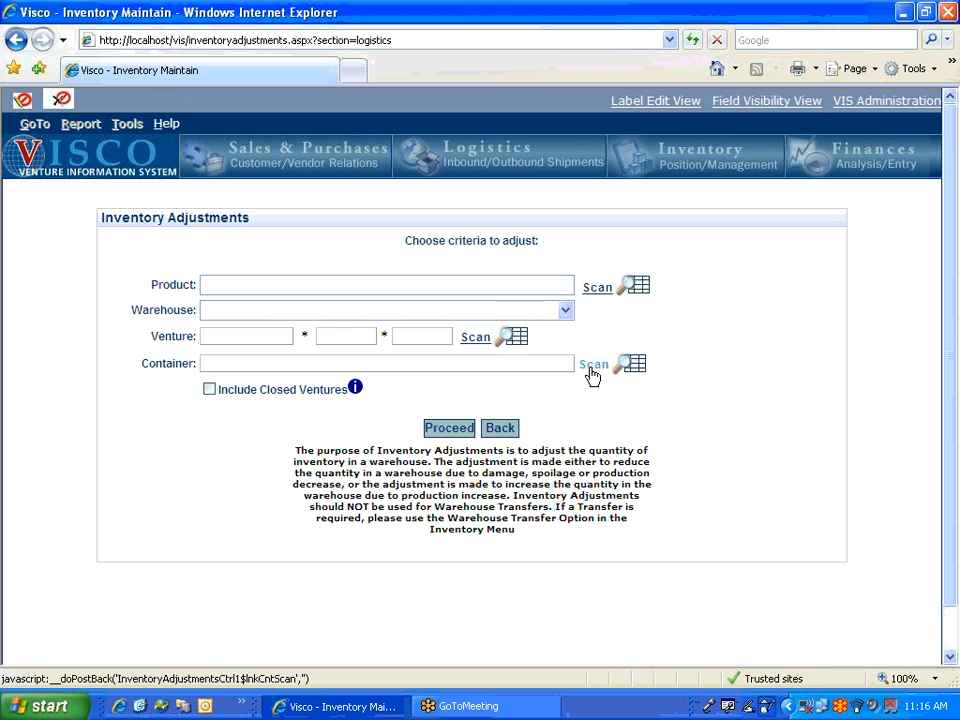 Visco - Inventory Maintain - Windows Internet Explorer
http://localhost/vis/inventoryadjustments.aspx?section=logistics
Google
Visco - Inventory Maintain
Page
Tools
»
Label Edit View Field Visibility View VIS Administration
GoTo Report Tools Help
VISCO
VENTURE INFORMATION SYSTEM
Sales & Purchases
Customer/Vendor Relations
Logistics
Inbound/Outbound Shipments
Inventory
Position/Management
Finances
Analysis/Entry
Inventory Adjustments
Choose criteria to adjust:
Product: Scan
Warehouse:
Venture: * * Scan
Container: Scan
Include Closed Ventures i
Proceed Back
The purpose of Inventory Adjustments is to adjust the quantity of
inventory in a warehouse. The adjustment is made either to reduce
the quantity in a warehouse due to damage, spoilage or production
decrease, or the adjustment is made to increase the quantity in the
warehouse due to production increase. Inventory Adjustments
should NOT be used for Warehouse Transfers. If a Transfer is
required, please use the Warehouse Transfer Option in the
Inventory Menu
javascript:__doPostBack('InventoryAdjustmentsCtrl1$lnkCntScan','')
Trusted sites
100%
start
»
Visco - Inventory Mai...
GoToMeeting
11:16 AM